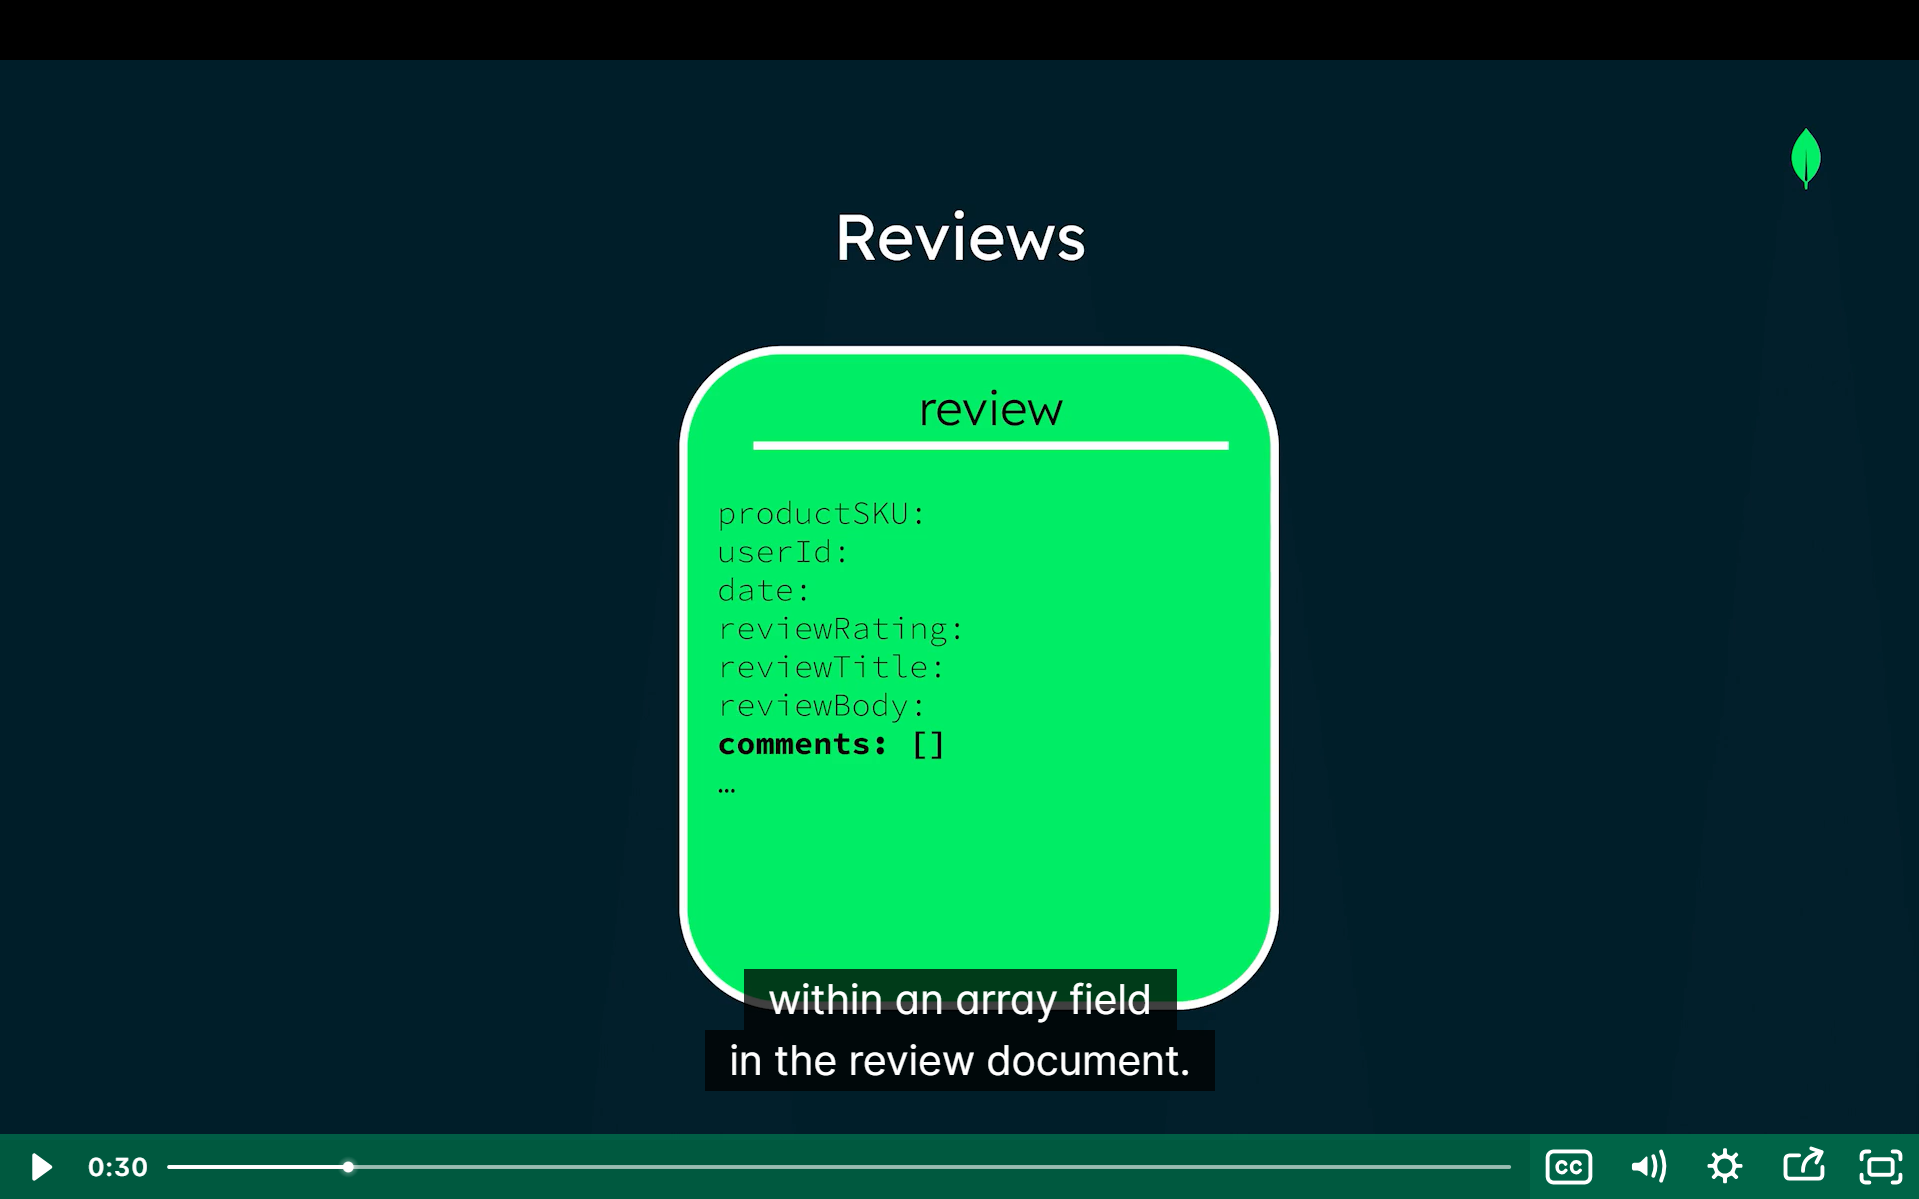 Reviews
review
productSKU:
userId:
date:
reviewRating:
reviewTitle:
reviewBody:
comments: []
…
within an array field
in the review document.
0:30
CC